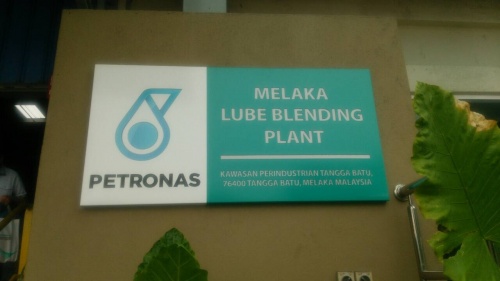 PETRONAS
MELAKA
LUBE BLENDING
PLANT
KAWASAN PERINDUSTRIAN TANGGA BATU,
76400 TANGGA BATU, MELAKA MALAYSIA